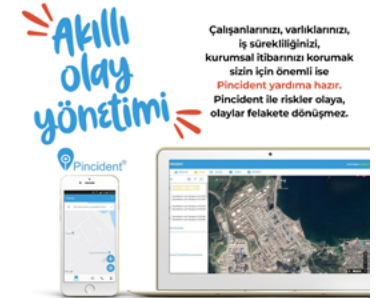 Akıllı
olay
yönetimi
Çalışanlarınızı, varlıklarınızı,
iş sürekliliğinizi,
kurumsal itibarınızı korumak
sizin için önemli ise
Pincident yardıma hazır.
Pincident ile riskler olaya,
olaylar felakete dönüşmez.
Pincident®